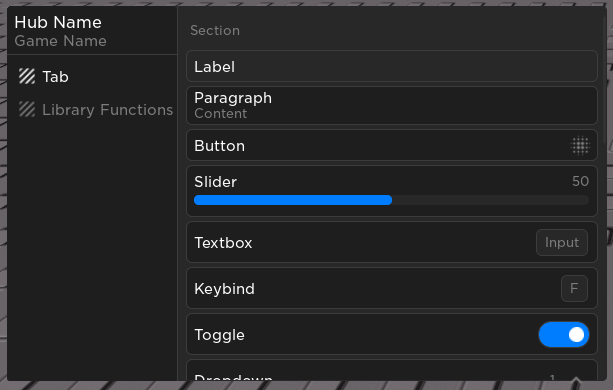 Hub Name
Game Name
Tab
Library Functions
Section
Label
Paragraph
Content
Button
Slider 50
Textbox Input
Keybind F
Toggle
Dropdown 1